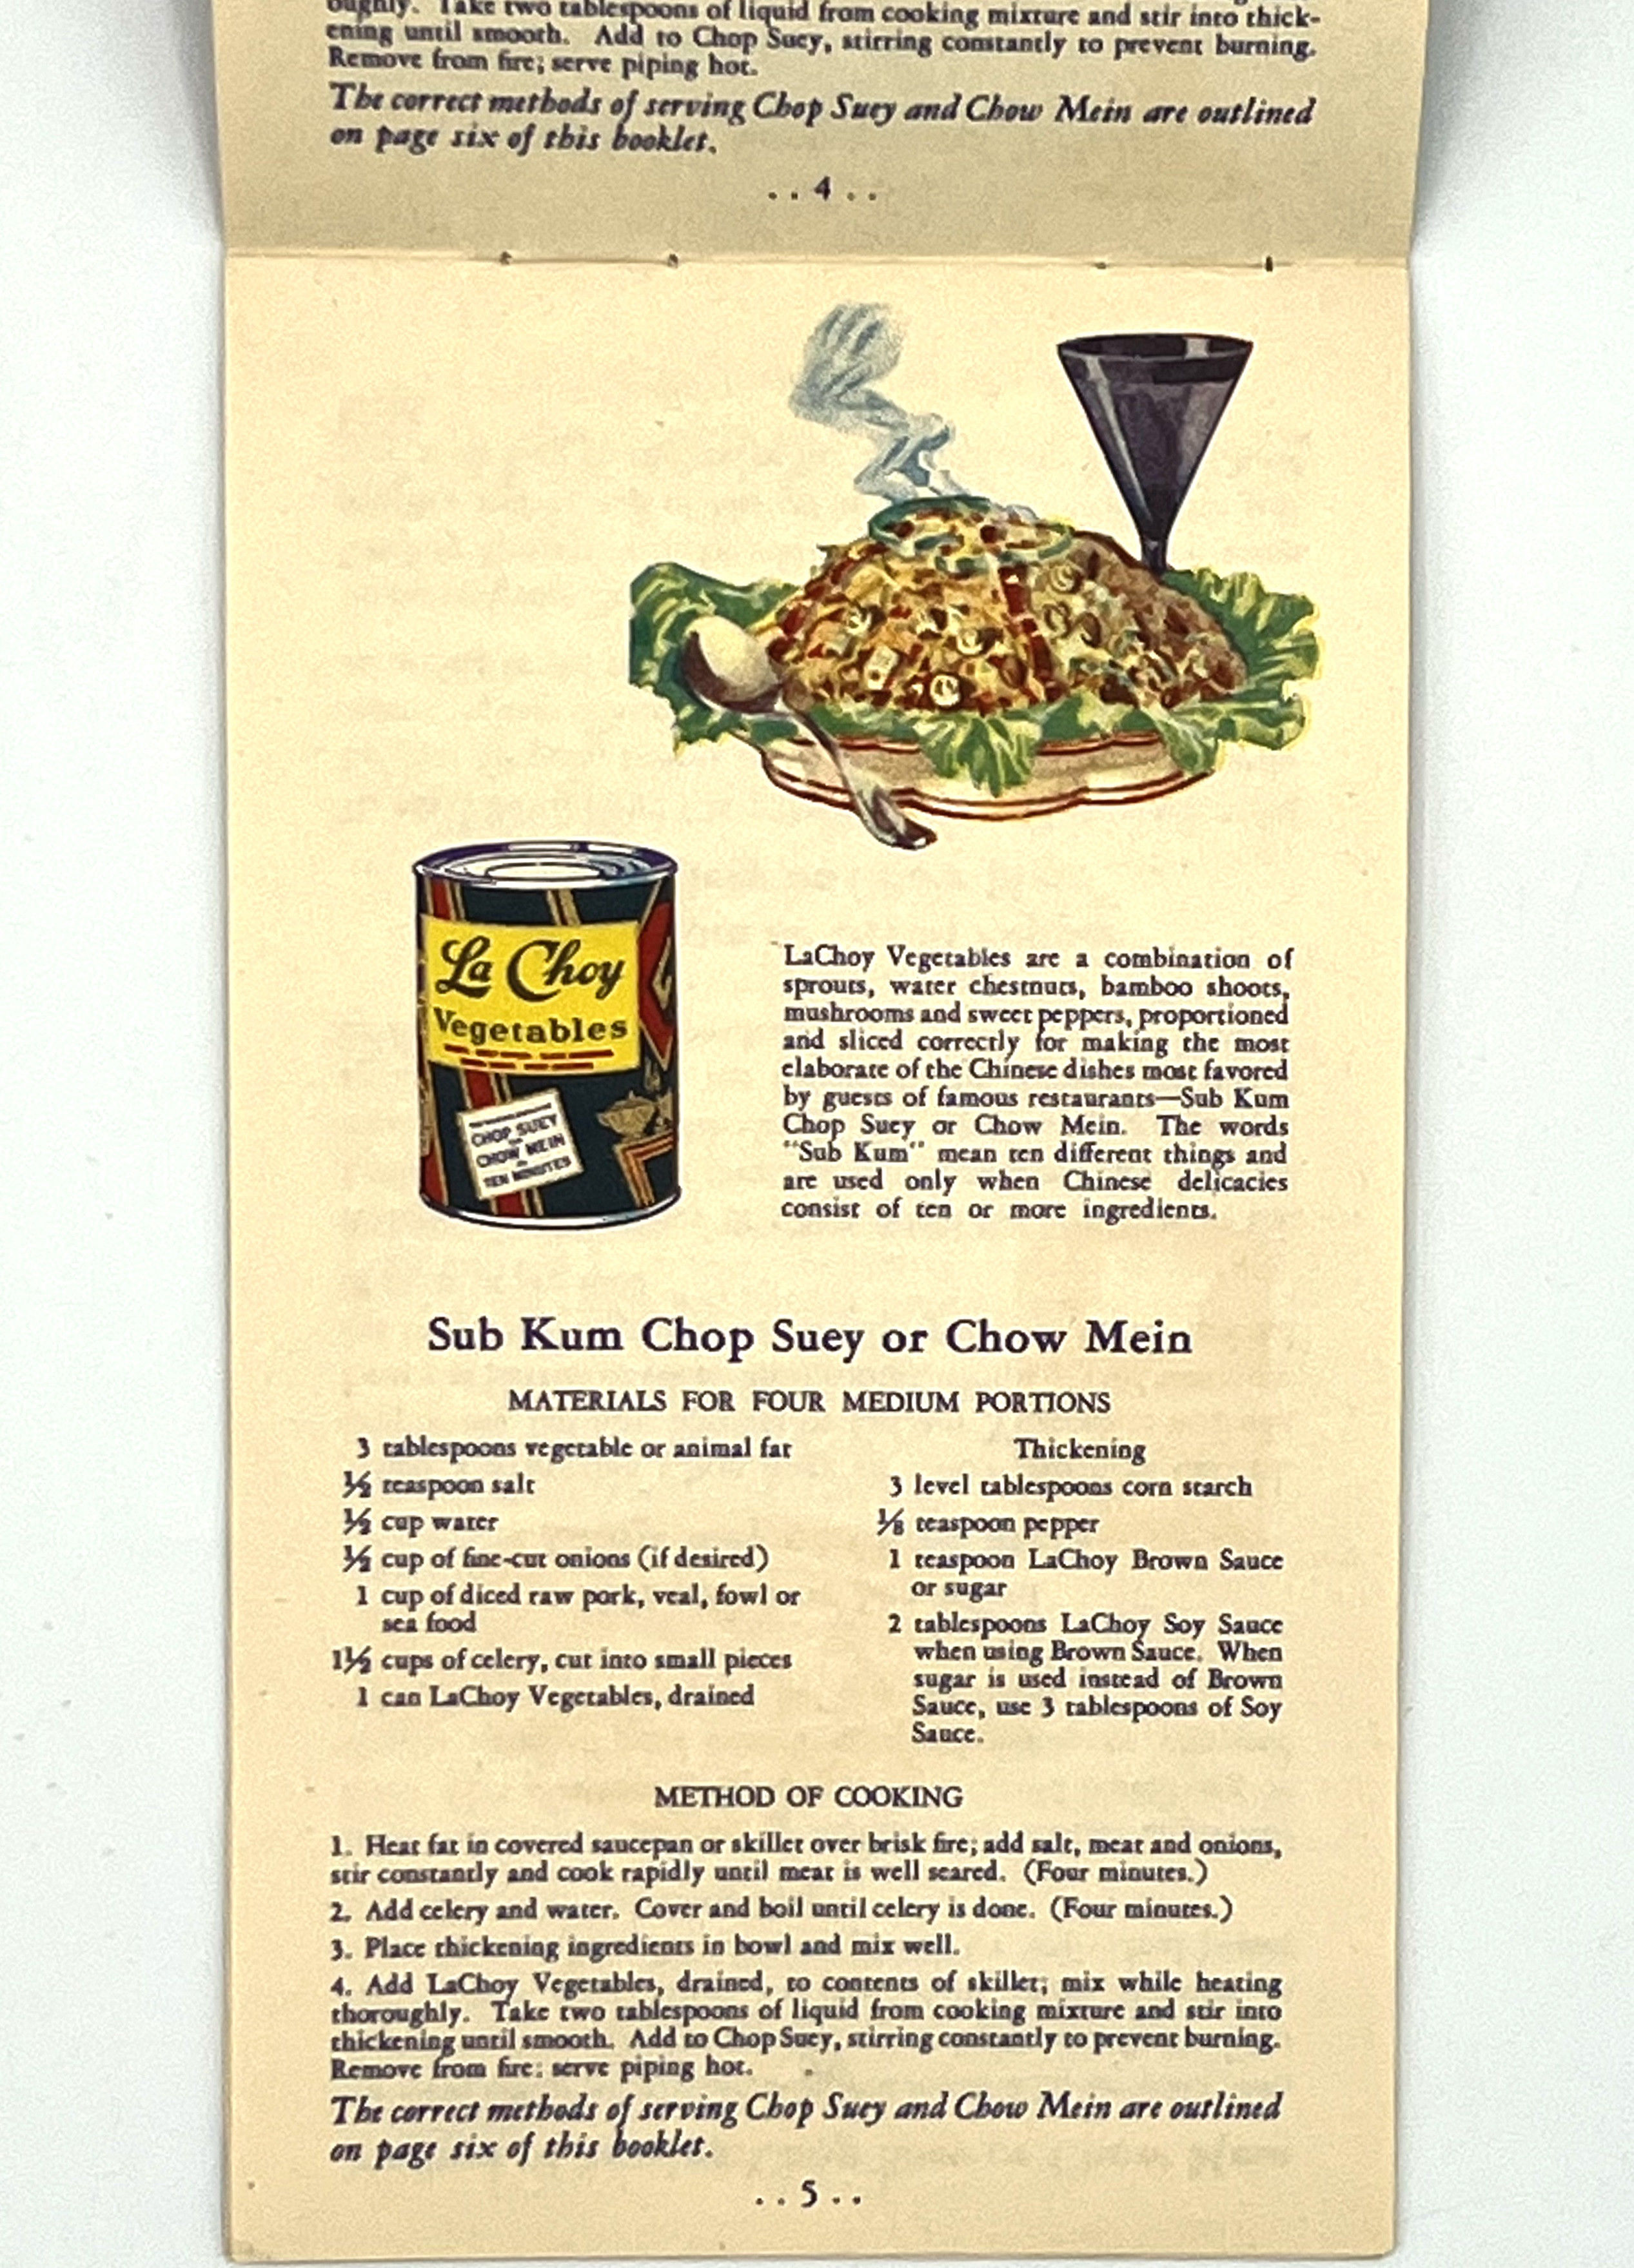 oughly. Take two tablespoons of liquid from cooking mixture and stir into thick-
ening until smooth. Add to Chop Suey, stirring constantly to prevent burning.
Remove from fire; serve piping hot.
The correct methods of serving Chop Suey and Chow Mein are outlined
on page six of this booklet.
. . 4 . .
La Choy
Vegetables
CHOP SUEY
CHOW MEIN
TEN MINUTES
LaChoy Vegetables are a combination of
sprouts, water chestnuts, bamboo shoots,
mushrooms and sweet peppers, proportioned
and sliced correctly for making the most
elaborate of the Chinese dishes most favored
by guests of famous restaurants—Sub Kum
Chop Suey or Chow Mein. The words
"Sub Kum" mean ten different things and
are used only when Chinese delicacies
consist of ten or more ingredients.
Sub Kum Chop Suey or Chow Mein
MATERIALS FOR FOUR MEDIUM PORTIONS
3 tablespoons vegetable or animal fat
½ teaspoon salt
½ cup water
½ cup of fine-cut onions (if desired)
1 cup of diced raw pork, veal, fowl or
sea food
1½ cups of celery, cut into small pieces
1 can LaChoy Vegetables, drained
Thickening
3 level tablespoons corn starch
⅛ teaspoon pepper
1 teaspoon LaChoy Brown Sauce
or sugar
2 tablespoons LaChoy Soy Sauce
when using Brown Sauce. When
sugar is used instead of Brown
Sauce, use 3 tablespoons of Soy
Sauce.
METHOD OF COOKING
1. Heat fat in covered saucepan or skillet over brisk fire; add salt, meat and onions,
stir constantly and cook rapidly until meat is well seared. (Four minutes.)
2. Add celery and water. Cover and boil until celery is done. (Four minutes.)
3. Place thickening ingredients in bowl and mix well.
4. Add LaChoy Vegetables, drained, to contents of skillet; mix while heating
thoroughly. Take two tablespoons of liquid from cooking mixture and stir into
thickening until smooth. Add to Chop Suey, stirring constantly to prevent burning.
Remove from fire; serve piping hot.
The correct methods of serving Chop Suey and Chow Mein are outlined
on page six of this booklet.
. . 5 . .